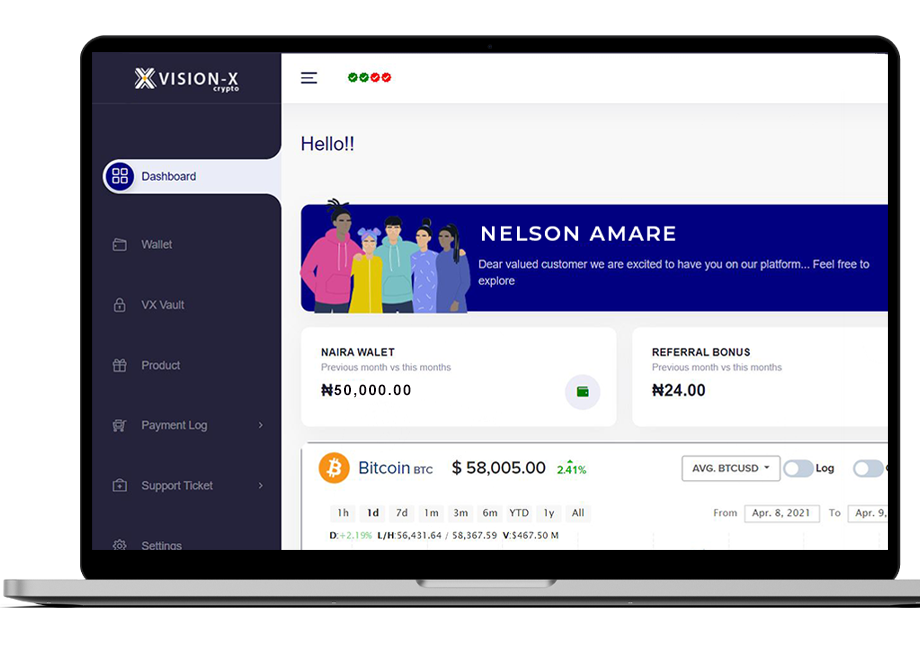 VISION-X
crypto
Hello!!
Dashboard
Wallet
VX Vault
Product
Payment Log
Support Ticket
Settings
NELSON AMARE
Dear valued customer we are excited to have you on our platform... Feel free to
explore
NAIRA WALET
Previous month vs this months
₦50,000.00
REFERRAL BONUS
Previous month vs this months
₦24.00
Bitcoin BTC $ 58,005.00 2.41%
AVG. BTCUSD Log
1h 1d 7d 1m 3m 6m YTD 1y All
From Apr. 8, 2021 To Apr. 9,
D:+2.19% L/H:56,431.64 / 58,367.59 V:$467.50 M